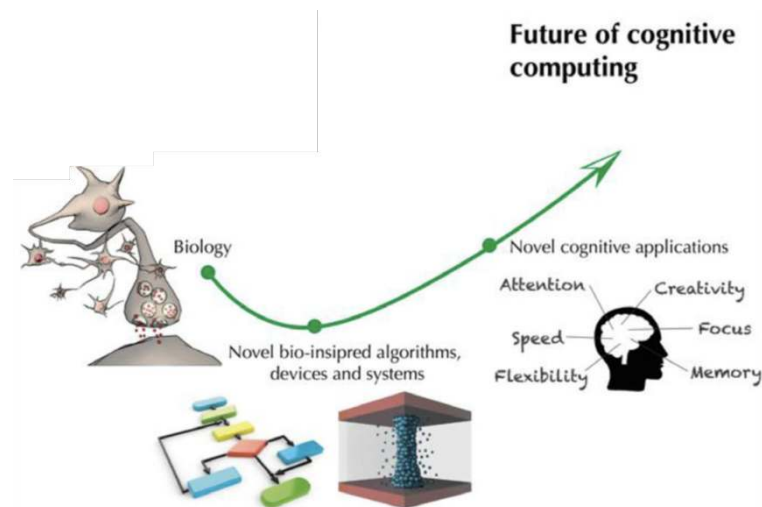 Future of cognitive
computing
Biology
Novel cognitive applications
Attention
Creativity
Speed
Focus
Flexibility
Memory
Novel bio-insipred algorithms,
devices and systems